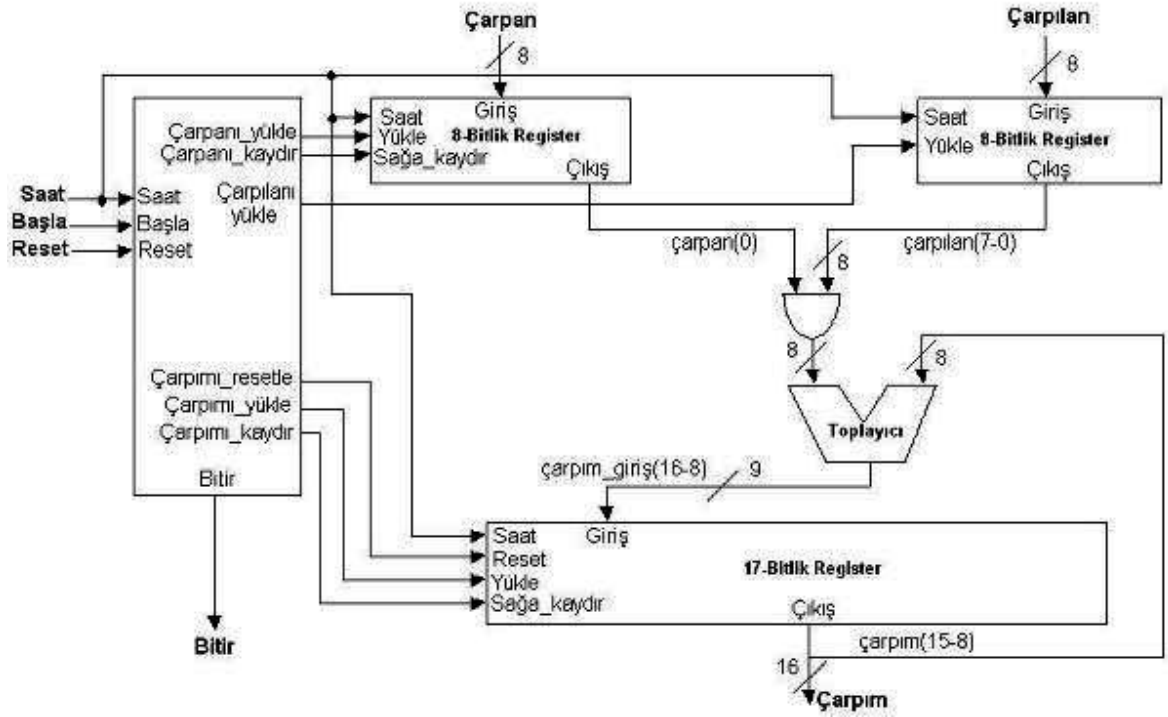 Çarpan
Çarpılan
8
8
Giriş
Saat
Yükle
8-Bitlik Register
Sağa_kaydır
Çıkış
Giriş
Saat
Yükle
8-Bitlik Register
Çıkış
Çarpanı_yükle
Çarpanı_kaydır
Saat
Saat
Çarpılanı
yükle
Başla
Başla
Reset
Reset
çarpan(0)
8
çarpılan(7-0)
8
8
Çarpımı_resetle
Çarpımı_yükle
Çarpımı_kaydır
Toplayıcı
Bitir
çarpım_giriş(16-8)
9
Saat
Giriş
Reset
17-Bitlik Register
Yükle
Sağa_kaydır
Çıkış
Bitir
çarpım(15-8)
16
Çarpım